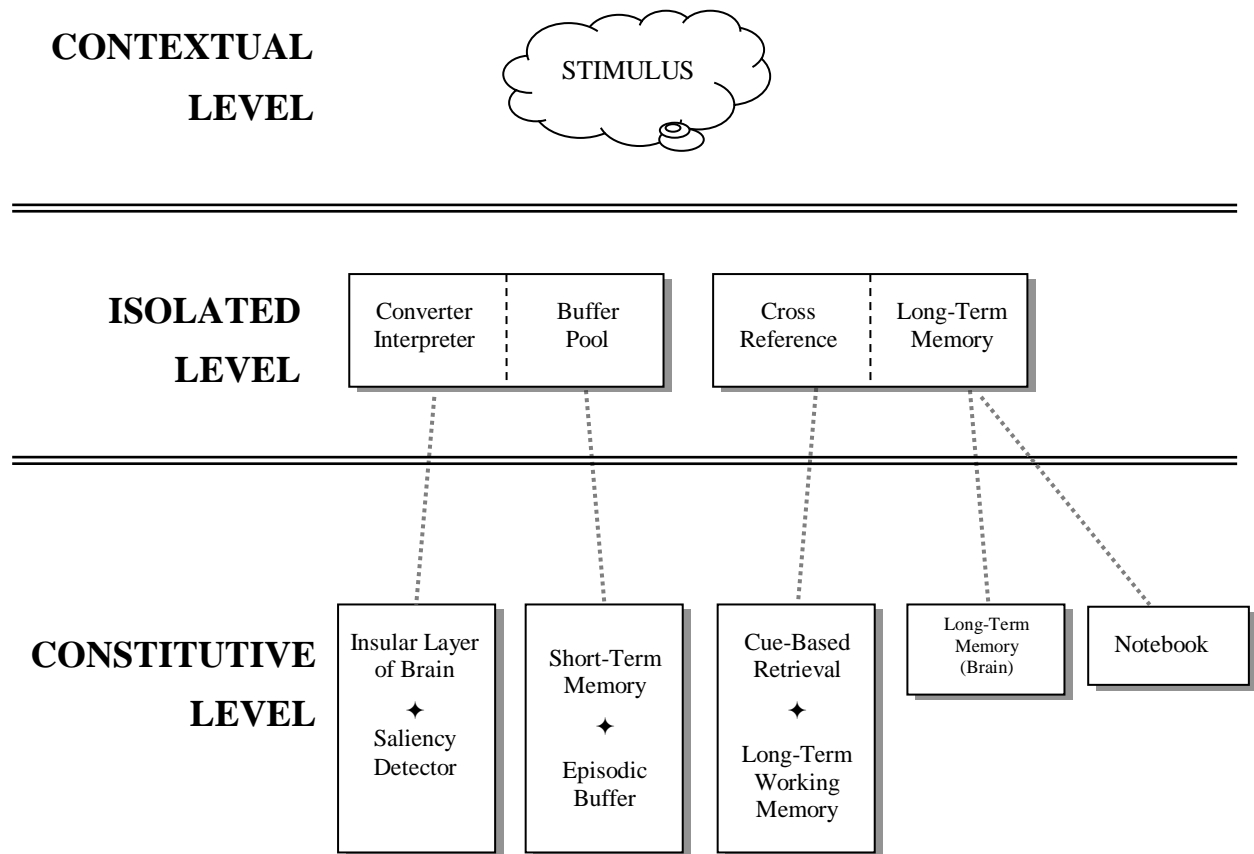 CONTEXTUAL
LEVEL
STIMULUS
ISOLATED
LEVEL
Converter
Interpreter
Buffer
Pool
Cross
Reference
Long-Term
Memory
CONSTITUTIVE
LEVEL
Insular Layer
of Brain
✦
Saliency
Detector
Short-Term
Memory
✦
Episodic
Buffer
Cue-Based
Retrieval
✦
Long-Term
Working
Memory
Long-Term
Memory
(Brain)
Notebook